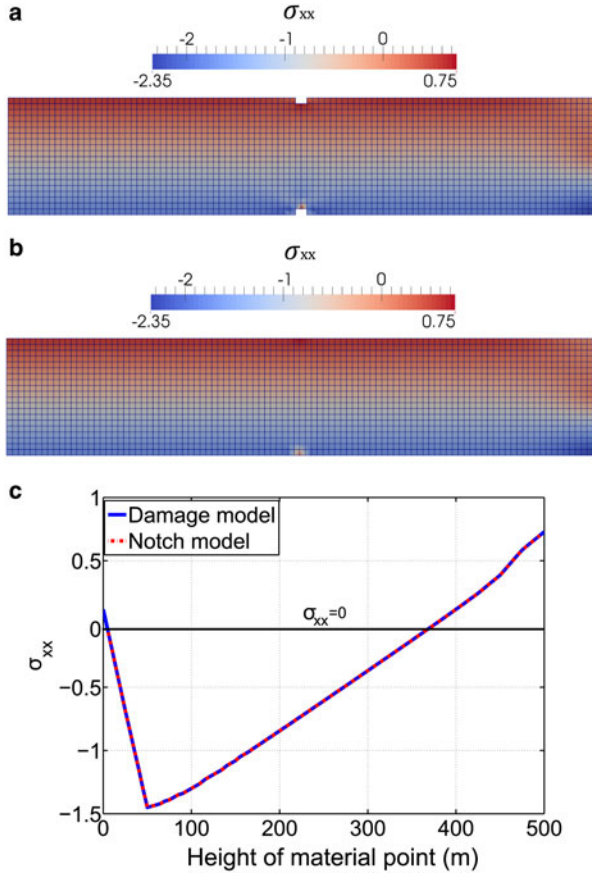 a
σxx
-2 -1 0
-2.35 0.75
b
σxx
-2 -1 0
-2.35 0.75
c
1
Damage model
Notch model
0.5
σxx=0
0
σxx
−0.5
−1
−1.5
0 100 200 300 400 500
Height of material point (m)